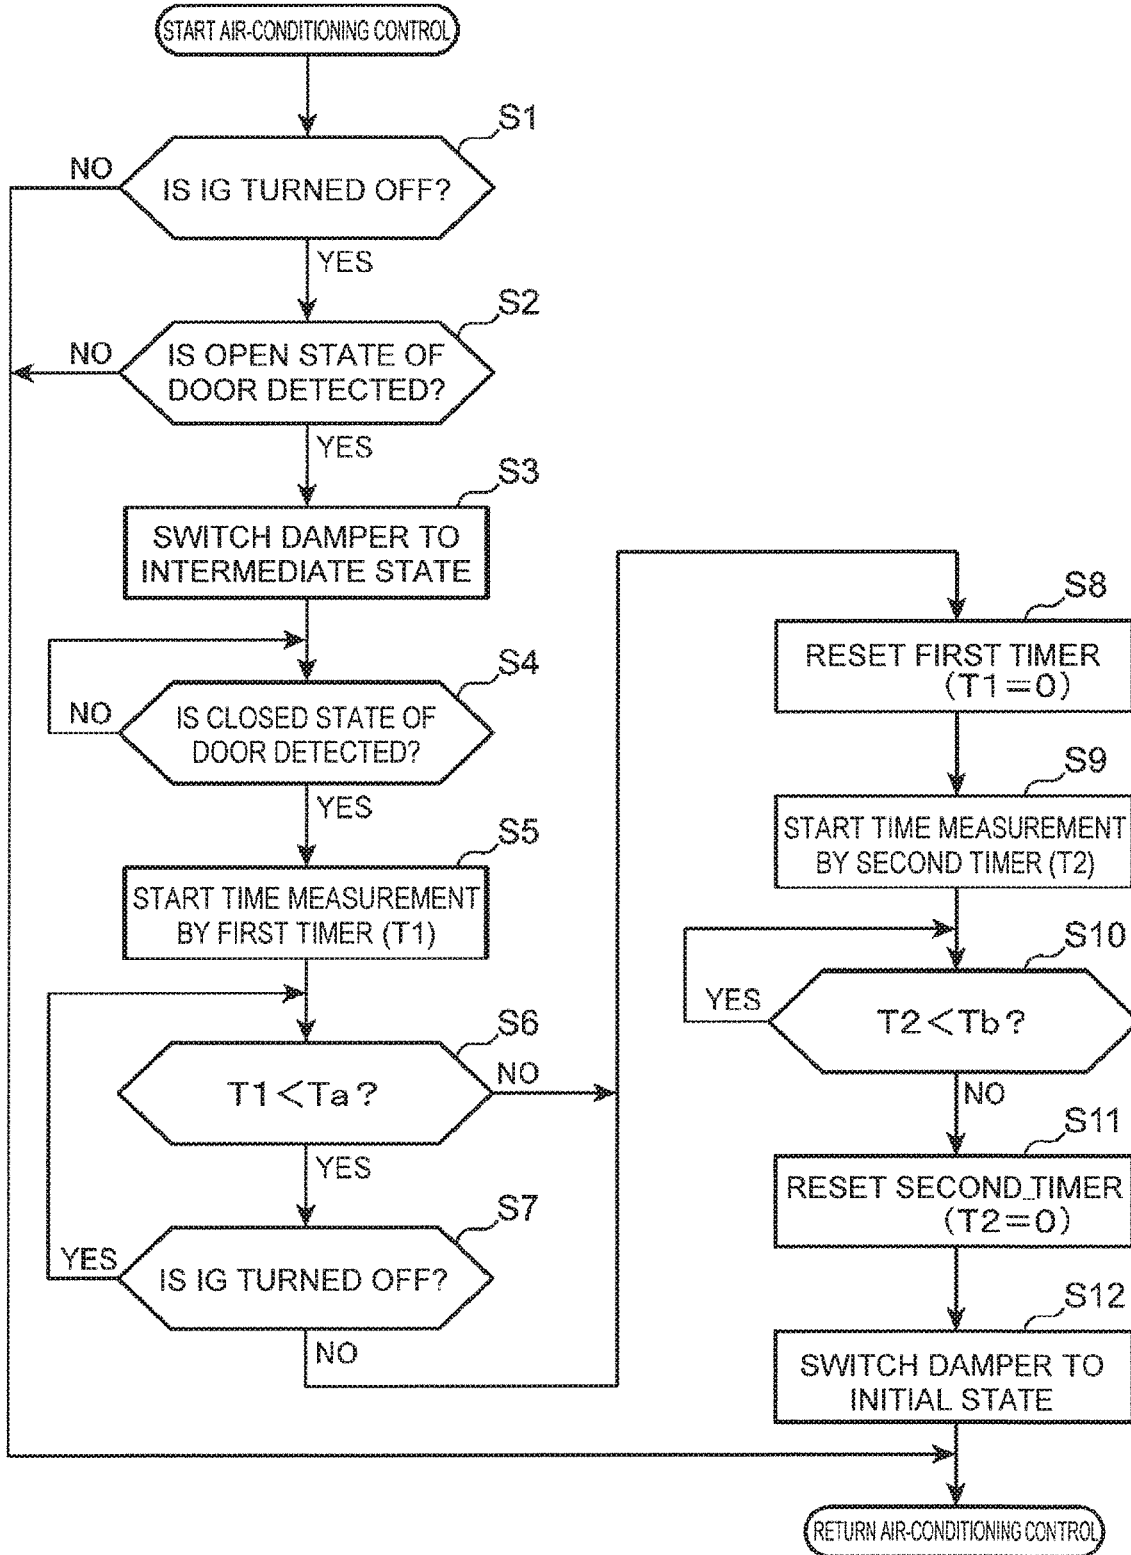 START AIR-CONDITIONING CONTROL
S1
NO
IS IG TURNED OFF?
YES
S2
NO
IS OPEN STATE OF
DOOR DETECTED?
YES
S3
SWITCH DAMPER TO
INTERMEDIATE STATE
S4
NO
IS CLOSED STATE OF
DOOR DETECTED?
YES
S5
START TIME MEASUREMENT
BY FIRST TIMER (T1)
S6
T1<Ta?
NO
YES
S7
YES
IS IG TURNED OFF?
NO
S8
RESET FIRST TIMER
(T1=0)
S9
START TIME MEASUREMENT
BY SECOND TIMER (T2)
S10
YES
T2<Tb?
NO
S11
RESET SECOND TIMER
(T2=0)
S12
SWITCH DAMPER TO
INITIAL STATE
RETURN AIR-CONDITIONING CONTROL